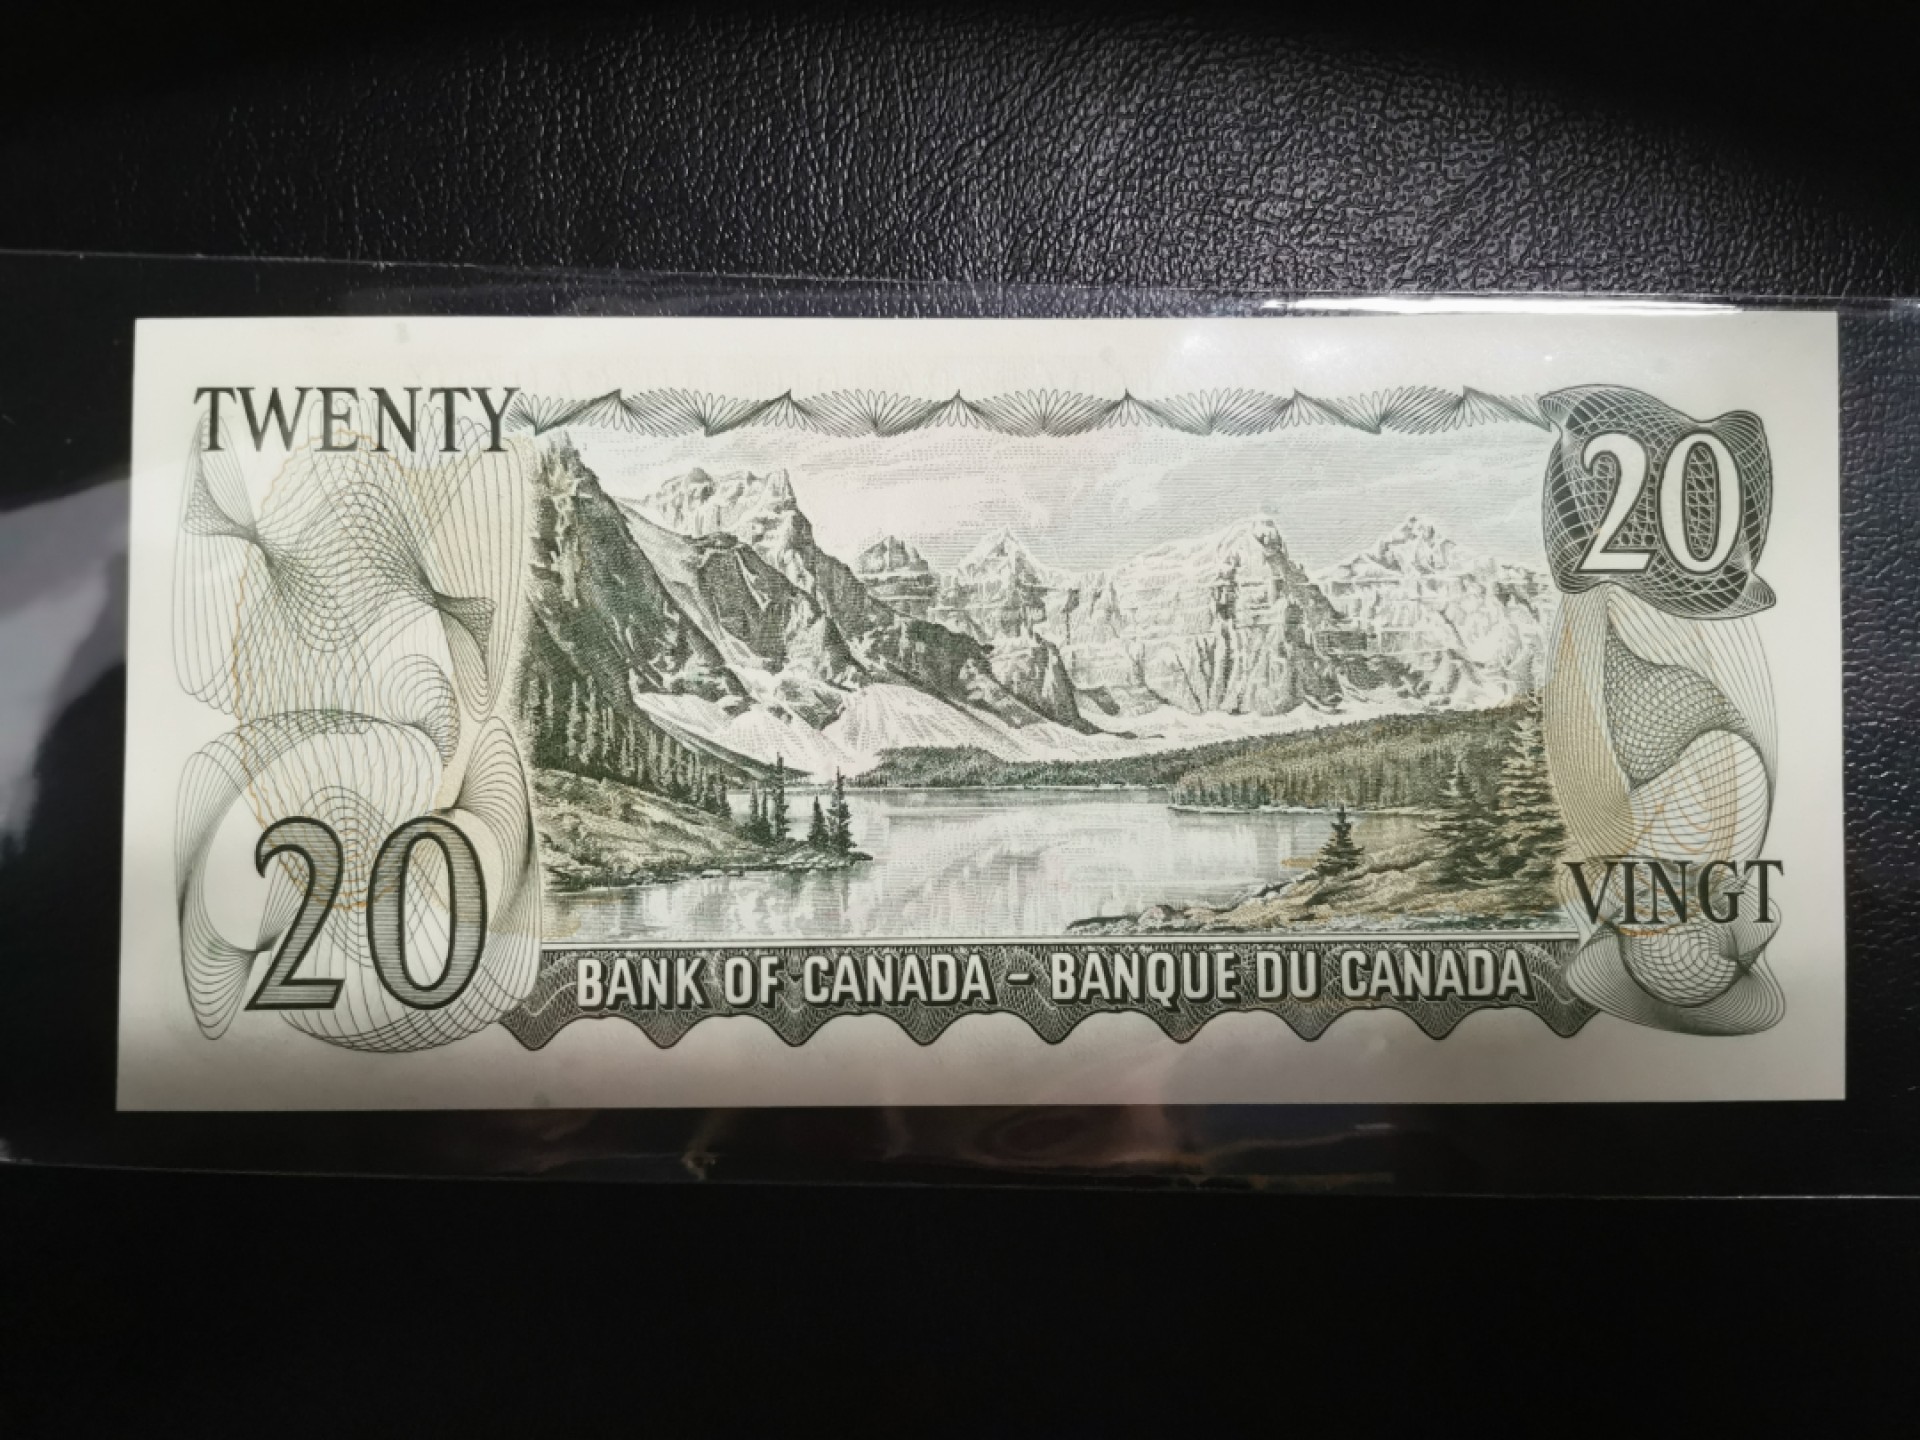 TWENTY
20
20
VINGT
BANK OF CANADA – BANQUE DU CANADA